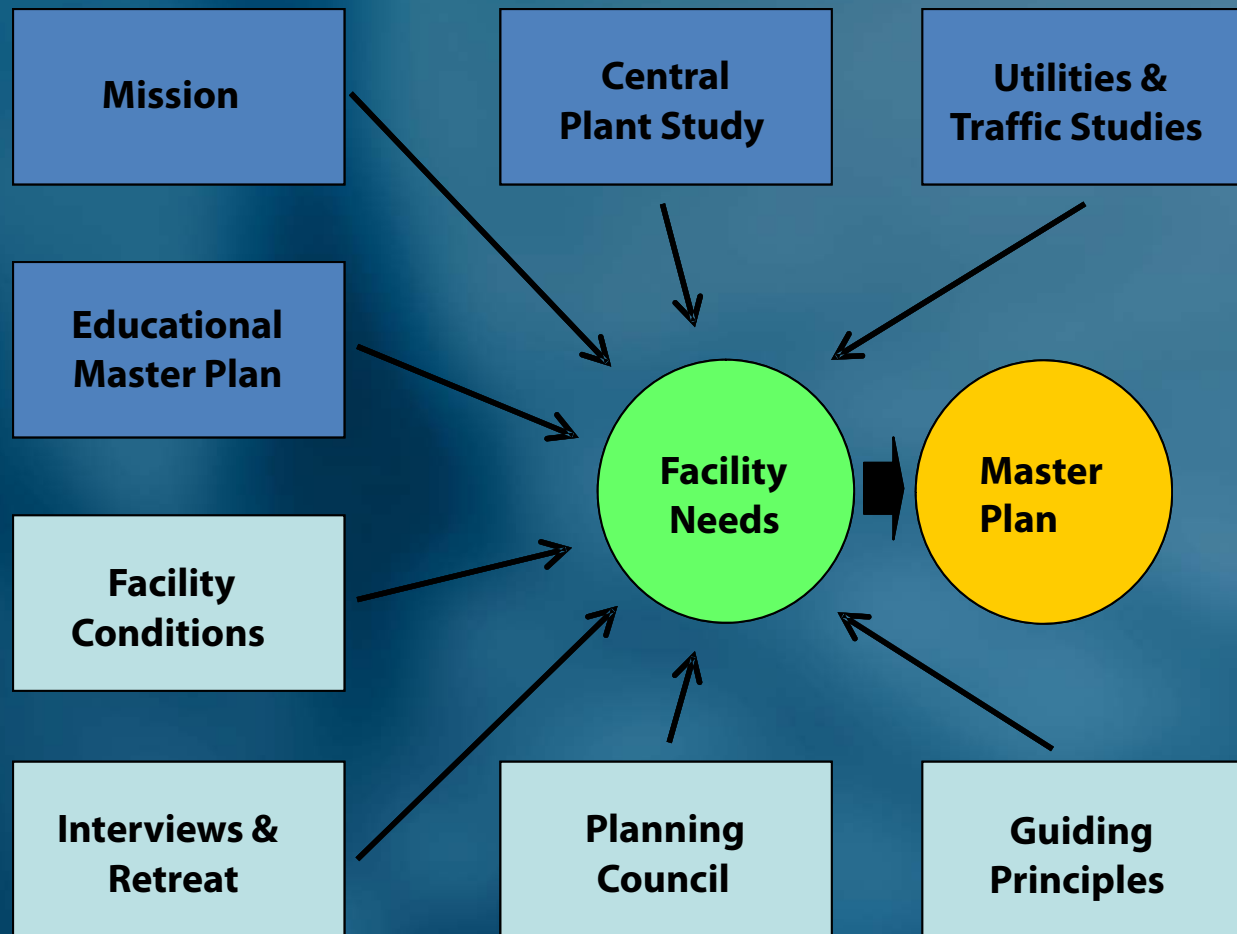 Mission
Central
Plant Study
Utilities &
Traffic Studies
Educational
Master Plan
Facility
Needs
Master
Plan
Facility
Conditions
Interviews &
Retreat
Planning
Council
Guiding
Principles